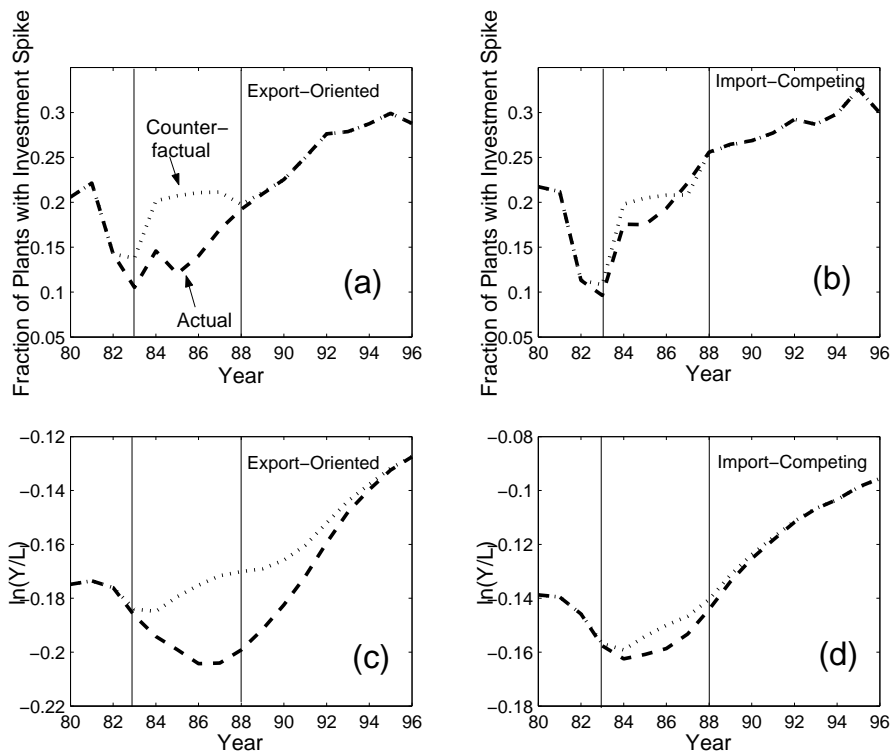 Fraction of Plants with Investment Spike
0.3
0.25
0.2
0.15
0.1
0.05
Export−Oriented
Counter−
factual
Actual
(a)
80 82 84 86 88 90 92 94 96
Year
Fraction of Plants with Investment Spike
0.3
0.25
0.2
0.15
0.1
0.05
Import−Competing
(b)
80 82 84 86 88 90 92 94 96
Year
ln(Y/L)
−0.12
−0.14
−0.16
−0.18
−0.2
−0.22
Export−Oriented
(c)
80 82 84 86 88 90 92 94 96
Year
ln(Y/L)
−0.08
−0.1
−0.12
−0.14
−0.16
−0.18
Import−Competing
(d)
80 82 84 86 88 90 92 94 96
Year